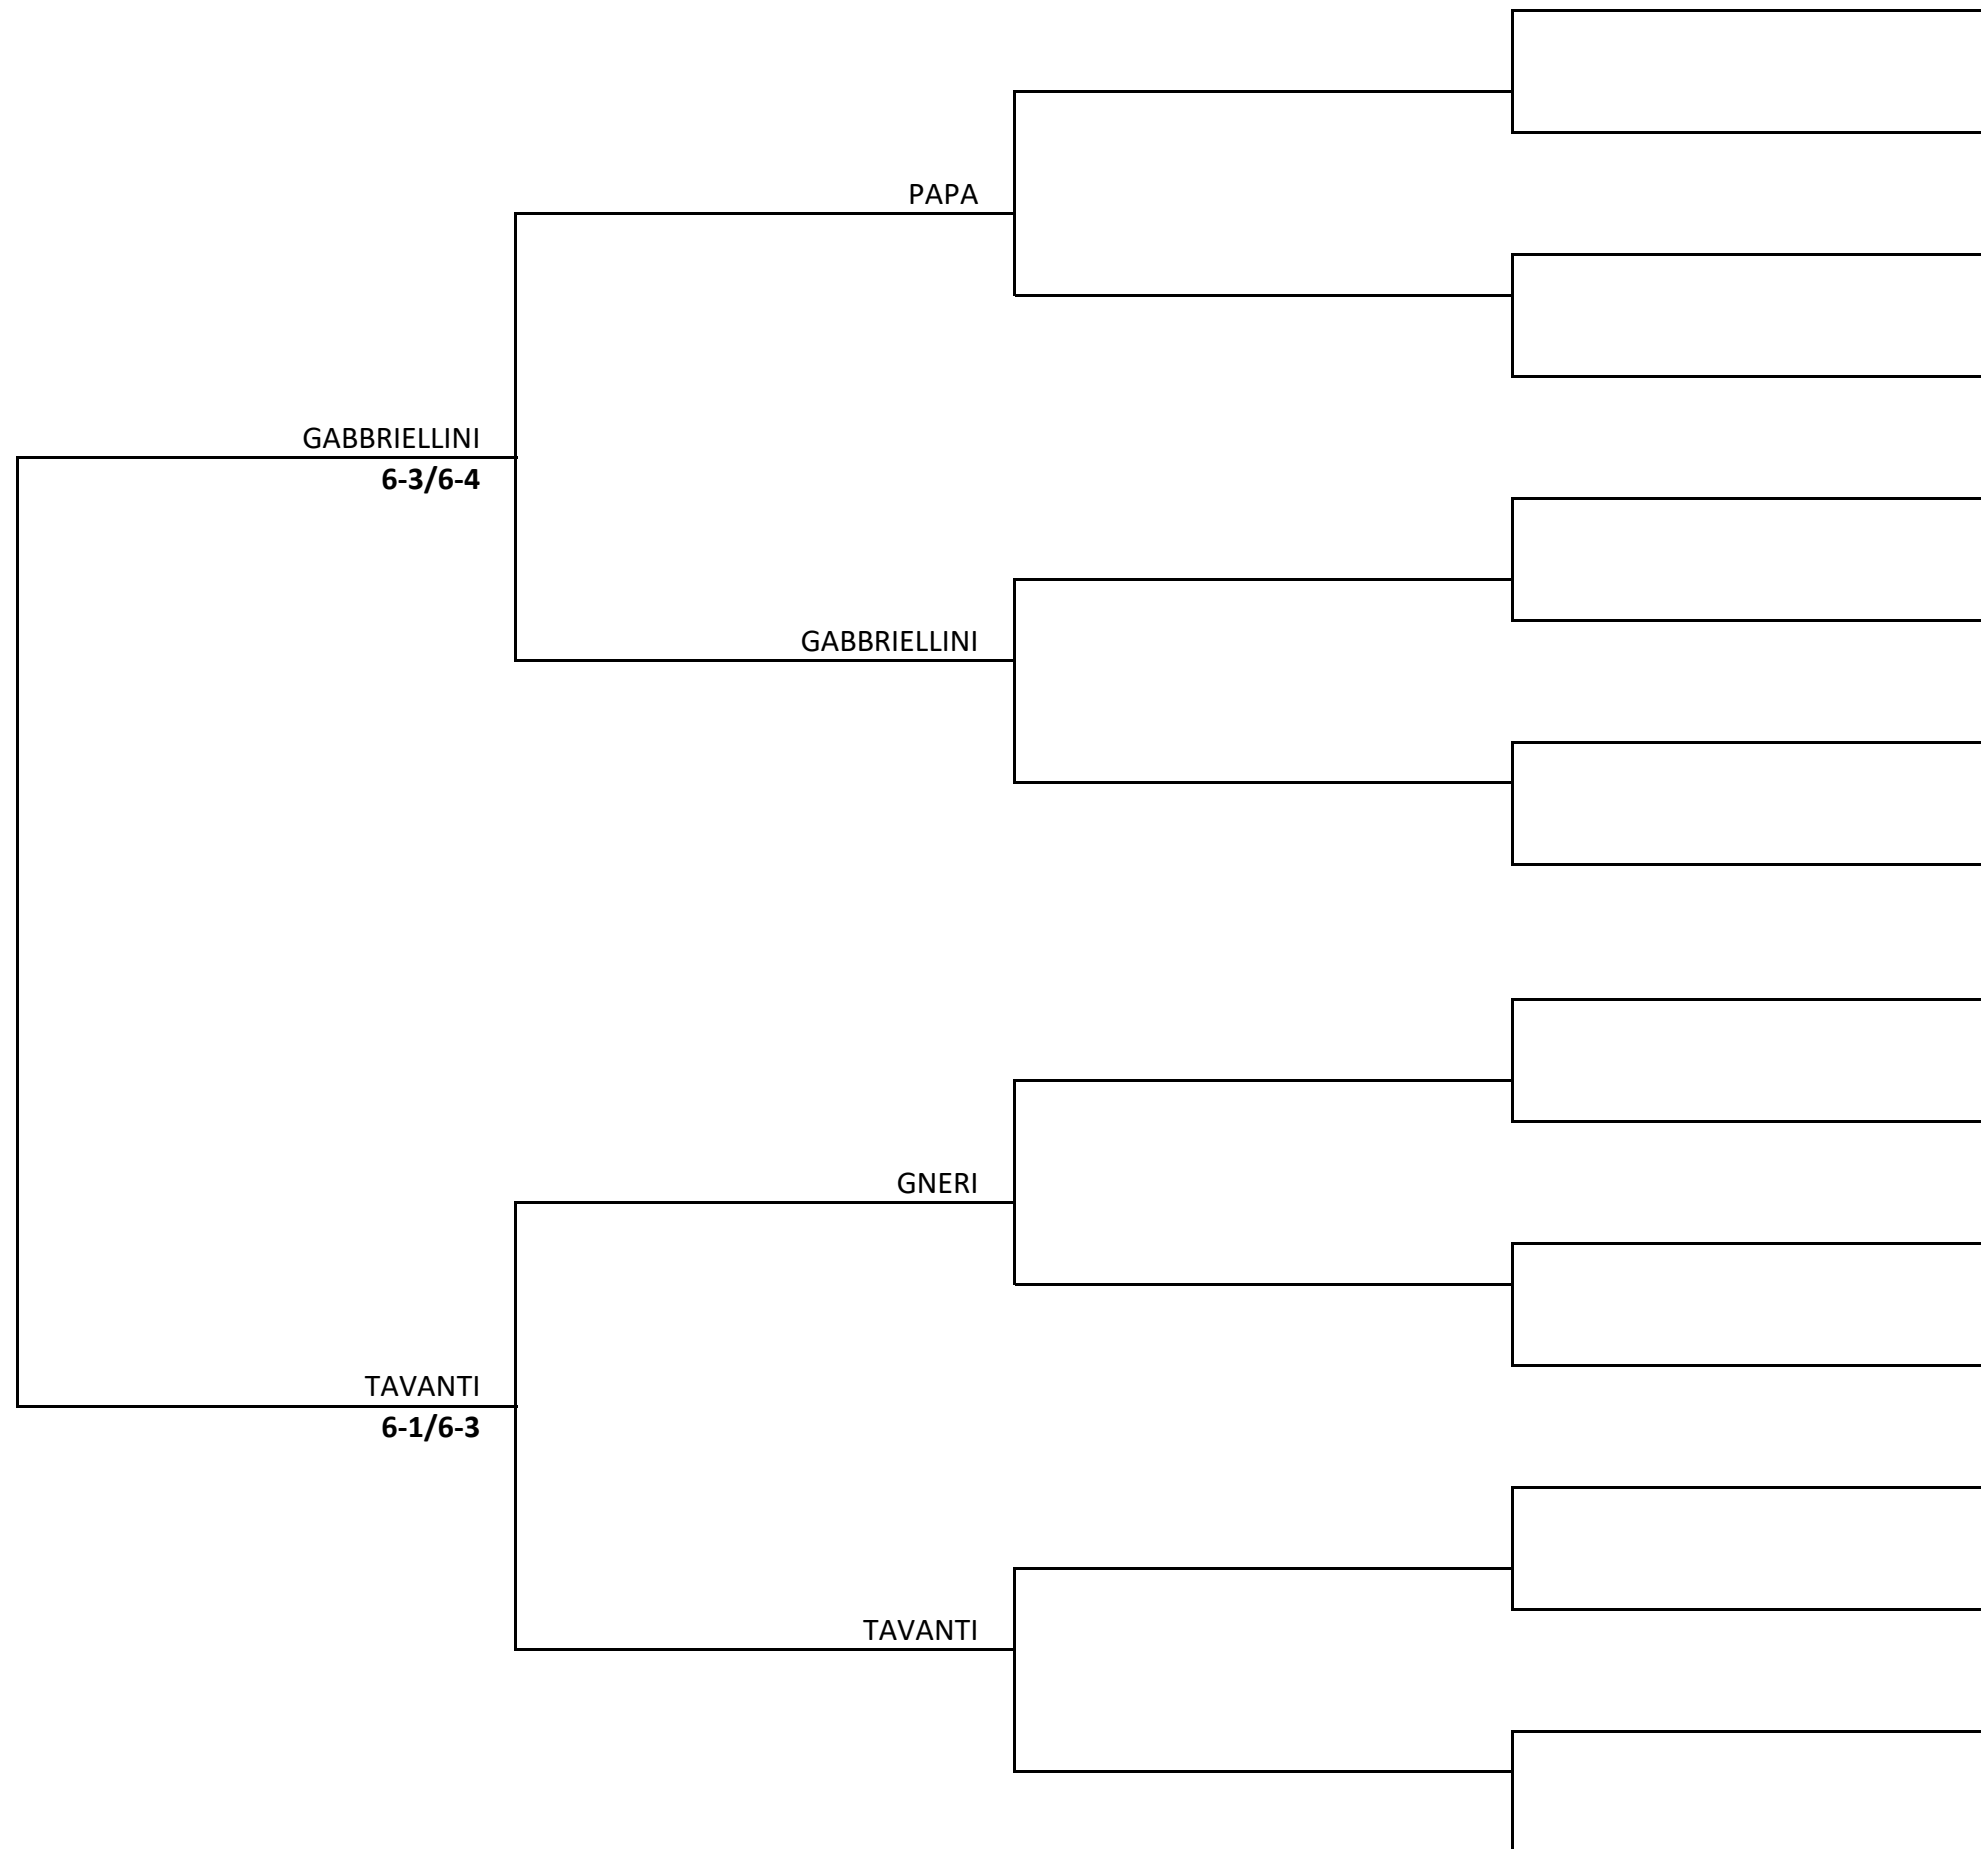 PAPA
GABBRIELLINI
6-3/6-4
GABBRIELLINI
GNERI
TAVANTI
6-1/6-3
TAVANTI